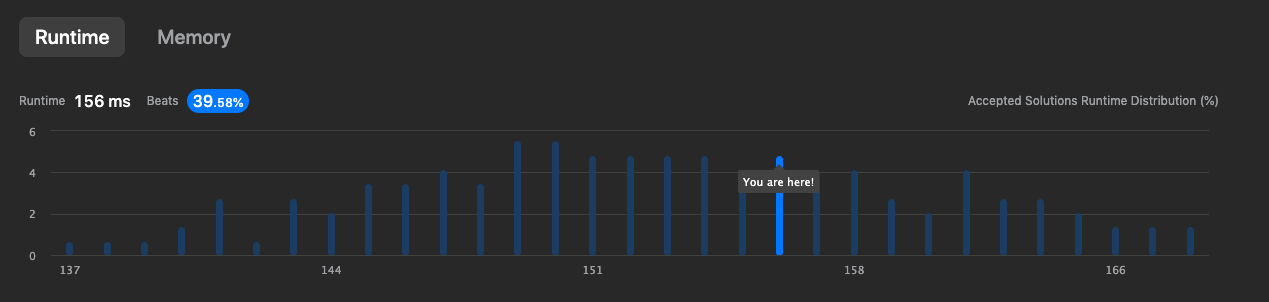 Runtime Memory
Runtime 156 ms Beats 39.58% Accepted Solutions Runtime Distribution (%)
6
4
You are here!
2
0
137 144 151 158 166